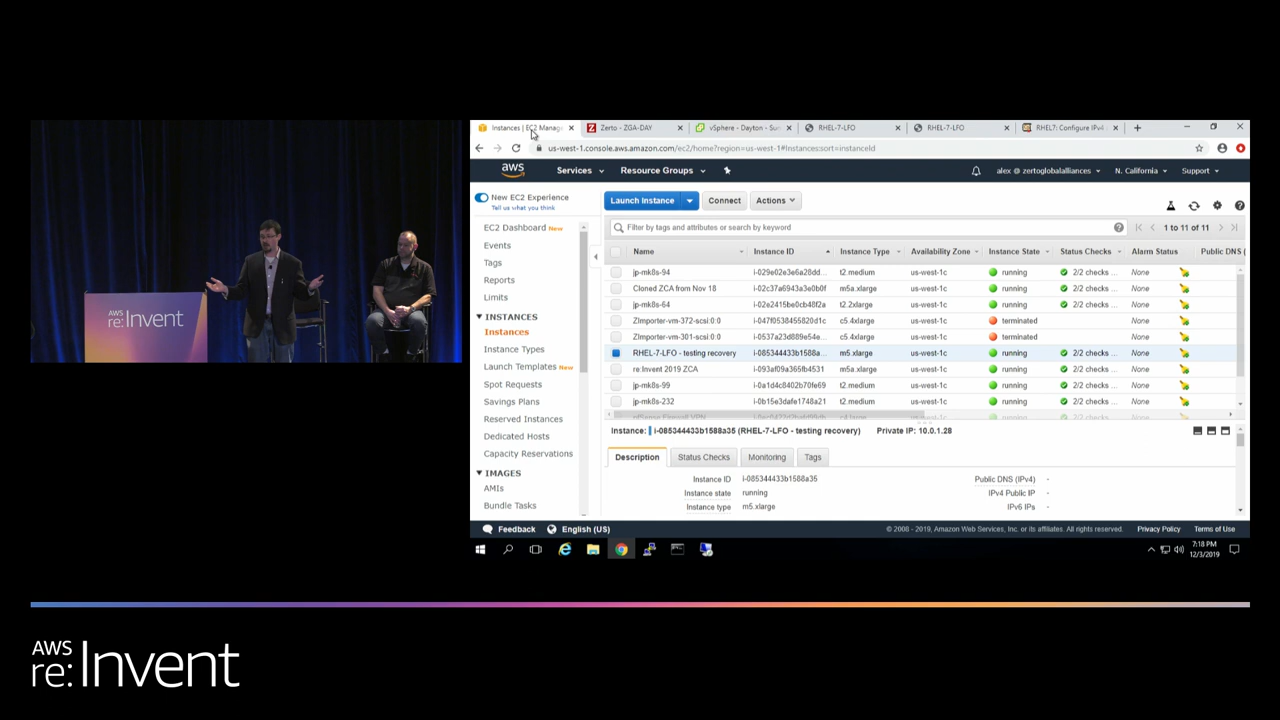 AWS
re:Invent
Instances | EC2 Manage
Zerto - ZGA-DAY
vSphere - Dayton - Su
RHEL-7-LFO
RHEL-7-LFO
RHEL7: Configure IPv4
us-west-1.console.aws.amazon.com/ec2/home?region=us-west-1#Instances:sort=instanceId
aws
Services
Resource Groups
alex @ zertoglobalalliances
N. California
Support
New EC2 Experience
Tell us what you think
EC2 Dashboard New
Events
Tags
Reports
Limits
INSTANCES
Instances
Instance Types
Launch Templates New
Spot Requests
Savings Plans
Reserved Instances
Dedicated Hosts
Capacity Reservations
IMAGES
AMIs
Bundle Tasks
Launch Instance
Connect
Actions
Filter by tags and attributes or search by keyword
1 to 11 of 11
Name Instance ID Instance Type Availability Zone Instance State Status Checks Alarm Status Public DNS (
jp-mk8s-94 i-029e02e3e6a28dd... t2.medium us-west-1c running 2/2 checks ... None
Cloned ZCA from Nov 18 i-02c37a6943a3e0b0f m5a.xlarge us-west-1c running 2/2 checks ... None
jp-mk8s-64 i-02e2415be0cb48f2a t2.2xlarge us-west-1c running 2/2 checks ... None
ZImporter-vm-372-scsi:0:0 i-047f0538455820d1c c5.4xlarge us-west-1c terminated None
ZImporter-vm-301-scsi:0:0 i-0537a23d889e54e... c5.4xlarge us-west-1c terminated None
RHEL-7-LFO - testing recovery i-085344433b1588a... m5.xlarge us-west-1c running 2/2 checks ... None
re:Invent 2019 ZCA i-093af09a365fb4531 m5a.xlarge us-west-1c running 2/2 checks ... None
jp-mk8s-99 i-0a1d4c8402b70fe69 t2.medium us-west-1c running 2/2 checks ... None
jp-mk8s-232 i-0b15e3dafe1748a21 t2.medium us-west-1c running 2/2 checks ... None
Instance: i-085344433b1588a35 (RHEL-7-LFO - testing recovery) Private IP: 10.0.1.28
Description
Status Checks
Monitoring
Tags
Instance ID i-085344433b1588a35 Public DNS (IPv4) -
Instance state running IPv4 Public IP -
Instance type m5.xlarge IPv6 IPs -
Feedback
English (US)
© 2008 - 2019, Amazon Web Services, Inc. or its affiliates. All rights reserved.
Privacy Policy
Terms of Use
7:18 PM
12/3/2019
AWS
re:Invent